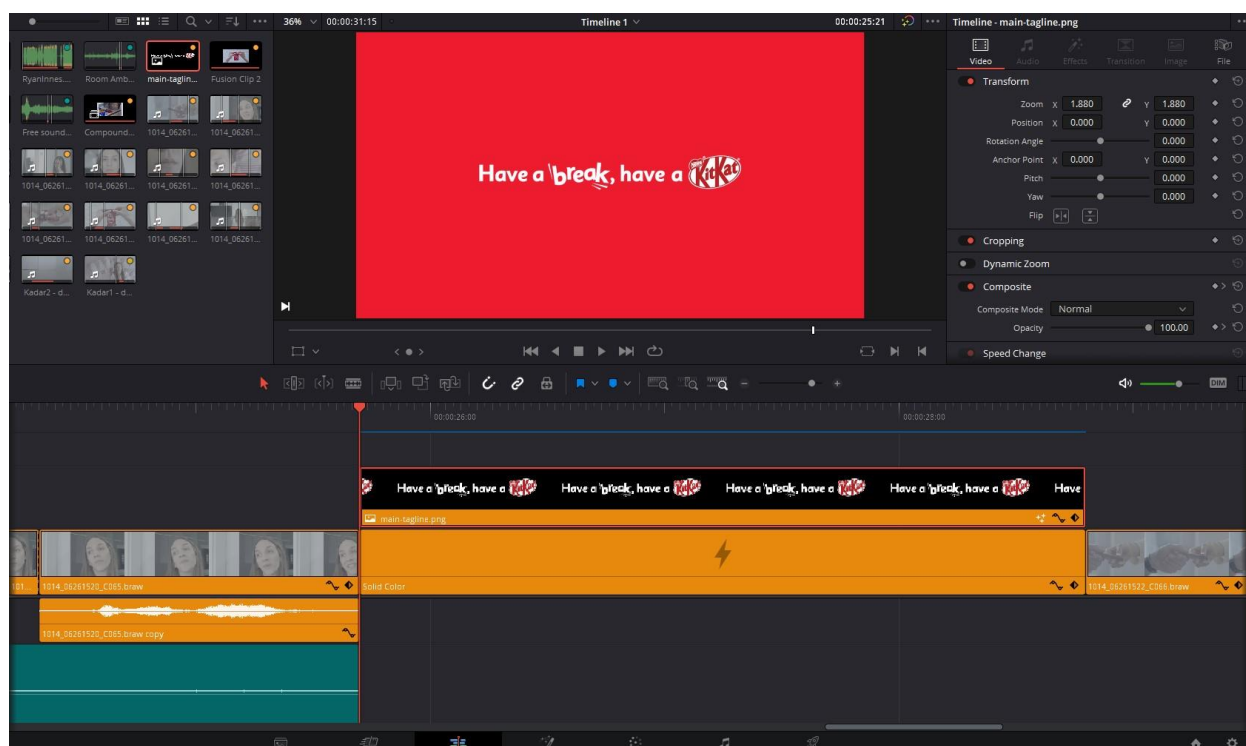 36%
00:00:31:15
Timeline 1
00:00:25:21
Timeline - main-tagline.png
Video
Audio
Effects
Transition
Image
File
Transform
Zoom X 1.880 Y 1.880
Position X 0.000 Y 0.000
Rotation Angle 0.000
Anchor Point X 0.000 Y 0.000
Pitch 0.000
Yaw 0.000
Flip
Cropping
Dynamic Zoom
Composite
Composite Mode Normal
Opacity 100.00
Speed Change
RyanInnes...
Room Amb...
main-taglin...
Fusion Clip 2
Free sound...
Compound...
1014_06261...
1014_06261...
1014_06261...
1014_06261...
1014_06261...
1014_06261...
1014_06261...
1014_06261...
1014_06261...
1014_06261...
Kadar2 - d...
Kadar1 - d...
Have a break, have a KitKat
DIM
00:00:26:00
00:00:28:00
Have a break, have a KitKat
Have a break, have a KitKat
Have a break, have a KitKat
Have a break, have a KitKat
Have
main-tagline.png
101...
1014_06261520_C065.braw
Solid Color
1014_06261522_C066.braw
1014_06261520_C065.braw copy